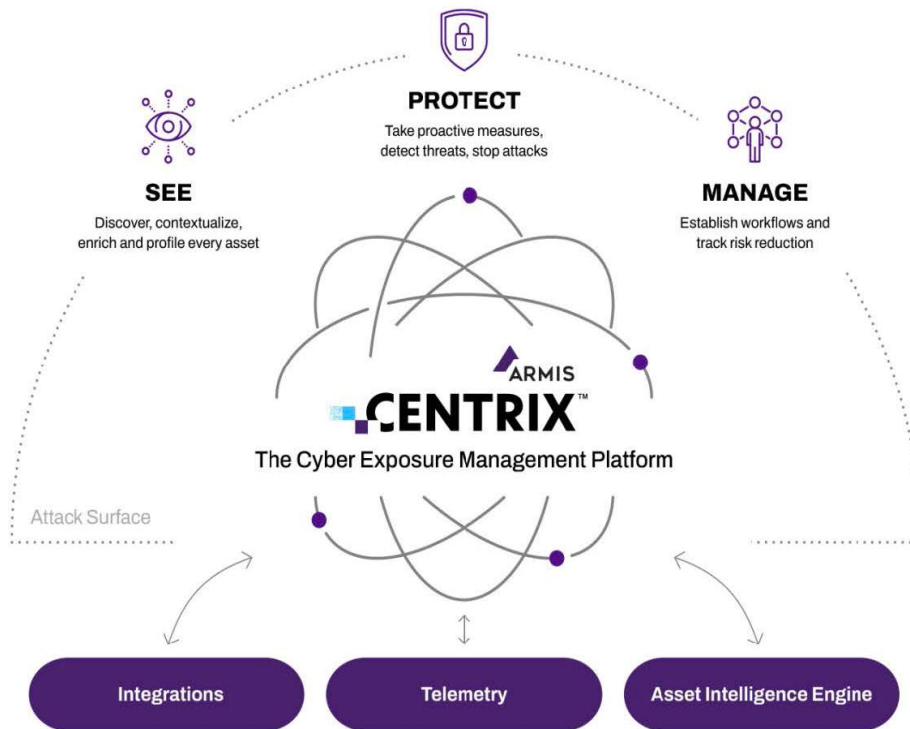 PROTECT
Take proactive measures,
detect threats, stop attacks
SEE
Discover, contextualize,
enrich and profile every asset
MANAGE
Establish workflows and
track risk reduction
ARMIS
CENTRIX™
The Cyber Exposure Management Platform
Attack Surface
Integrations
Telemetry
Asset Intelligence Engine